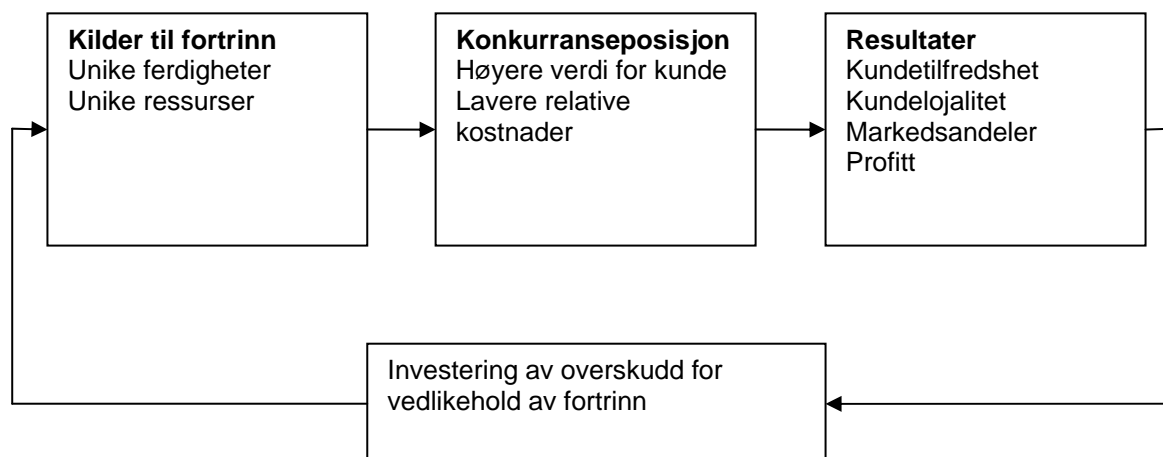 Kilder til fortrinn
Unike ferdigheter
Unike ressurser
Konkurranseposisjon
Høyere verdi for kunde
Lavere relative
kostnader
Resultater
Kundetilfredshet
Kundelojalitet
Markedsandeler
Profitt
Investering av overskudd for
vedlikehold av fortrinn